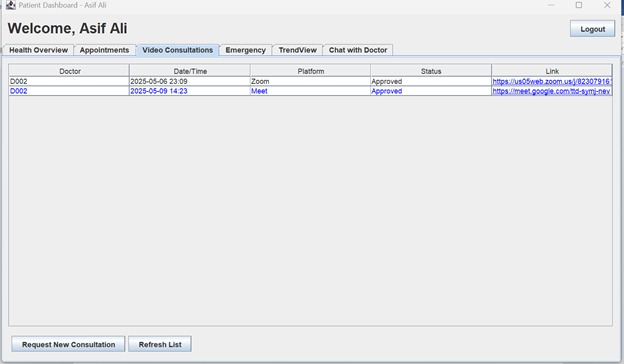 Patient Dashboard - Asif Ali
Welcome, Asif Ali
Logout
Health Overview Appointments Video Consultations Emergency TrendView Chat with Doctor
Doctor Date/Time Platform Status Link
D002 2025-05-06 23:09 Zoom Approved https://us05web.zoom.us/j/82307916
D002 2025-05-09 14:23 Meet Approved https://meet.google.com/ttd-symj-nev
Request New Consultation Refresh List